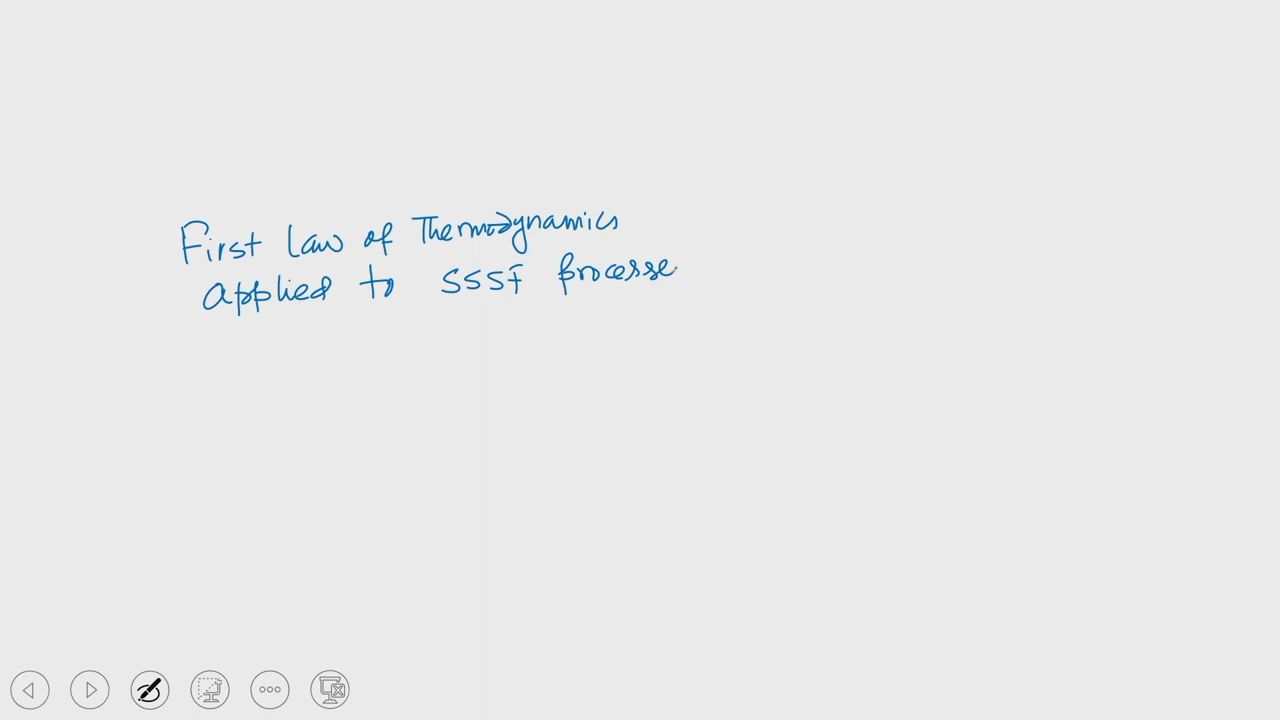 First Law of Thermodynamics
applied to SSSF processe